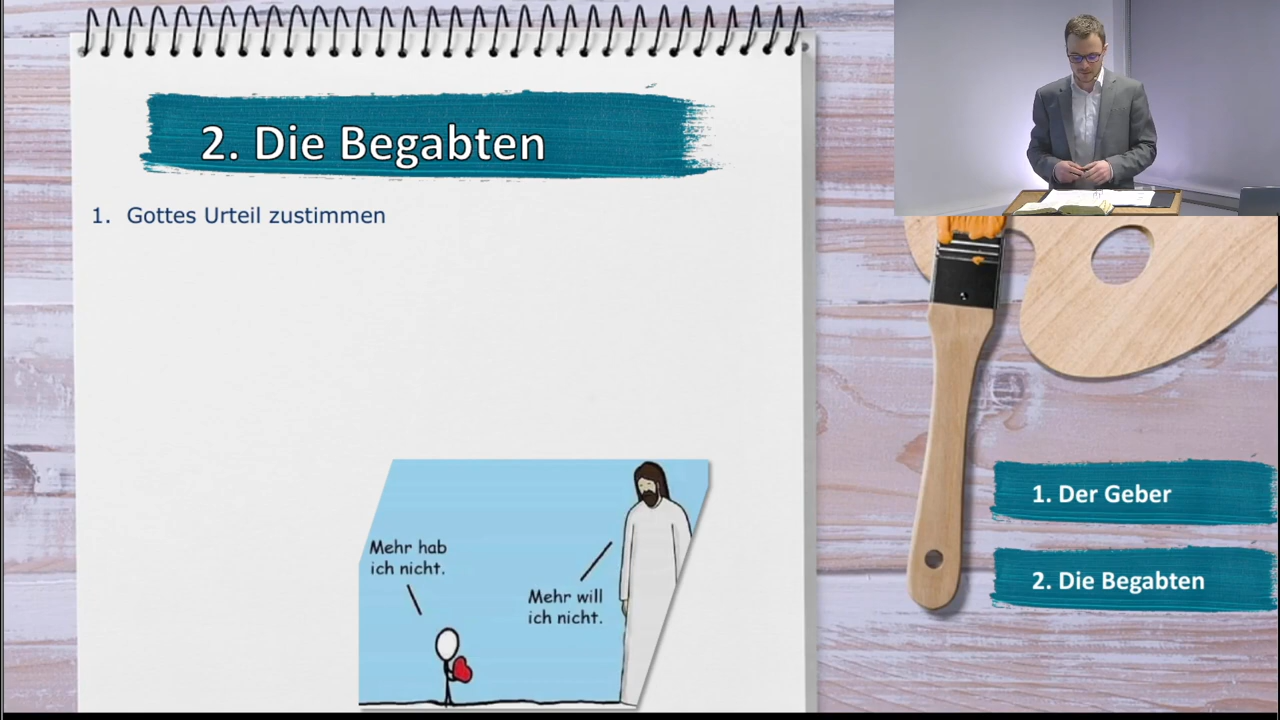 2. Die Begabten
1. Gottes Urteil zustimmen
Mehr hab
ich nicht.
Mehr will
ich nicht.
1. Der Geber
2. Die Begabten